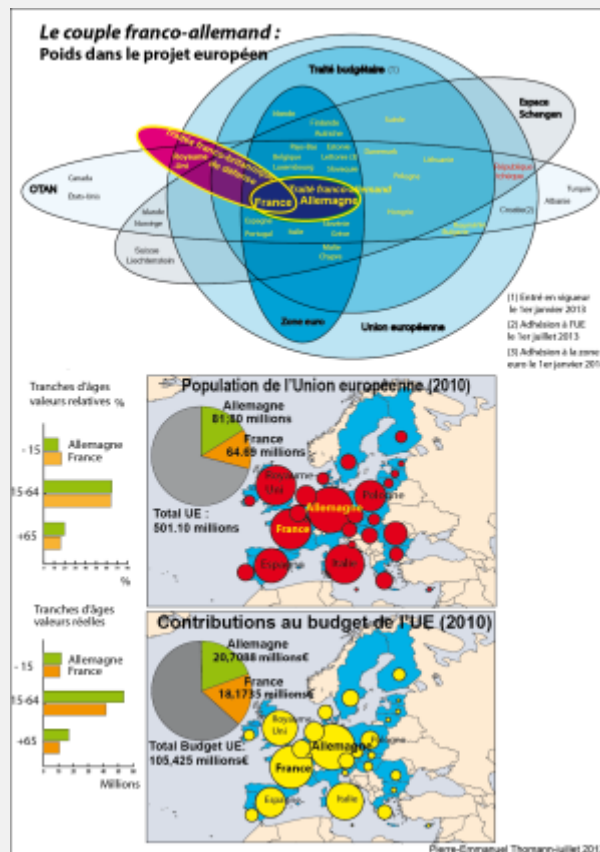 Le couple franco-allemand :
Poids dans le projet européen
Traité budgétaire (1)
Espace
Schengen
Irlande
Finlande
Autriche
Suède
Traités franco-britanniques
de défense
Royaume
Uni
Pays-Bas
Estonie
Belgique
Lettonie (3)
Luxembourg
Slovaquie
Danemark
Lithuanie
Pologne
République
tchèque
OTAN
Canada
Etats-Unis
Traité franco-allemand
France
Allemagne
Turquie
Albanie
Croatie(2)
Islande
Norvège
Espagne
Portugal
Italie
Slovénie
Grèce
Hongrie
Malte
Chypre
Suisse
Liechtenstein
Zone euro
Union européenne
(1) Entré en vigueur
le 1er janvier 2013
(2) Adhésion à l'UE
le 1er juillet 2013
(3) Adhésion à la zone
euro le 1er janvier 201
Tranches d'âges
valeurs relatives %
- 15
Allemagne
France
15-64
+65
%
Population de l'Union européenne (2010)
Allemagne
81,80 millions
France
64.69 millions
Total UE :
501.10 millions
Royaume
Uni
Pologne
Allemagne
France
Espagne
Italie
Tranches d'âges
valeurs réelles
- 15
Allemagne
France
15-64
+65
Millions
Contributions au budget de l'UE (2010)
Allemagne
20,7088 millions€
France
18,1735 millions€
Total Budget UE:
105,425 millions€
Royaume
Uni
Pologne
Allemagne
France
Espagne
Italie
Pierre-Emmanuel Thomann-juillet 201